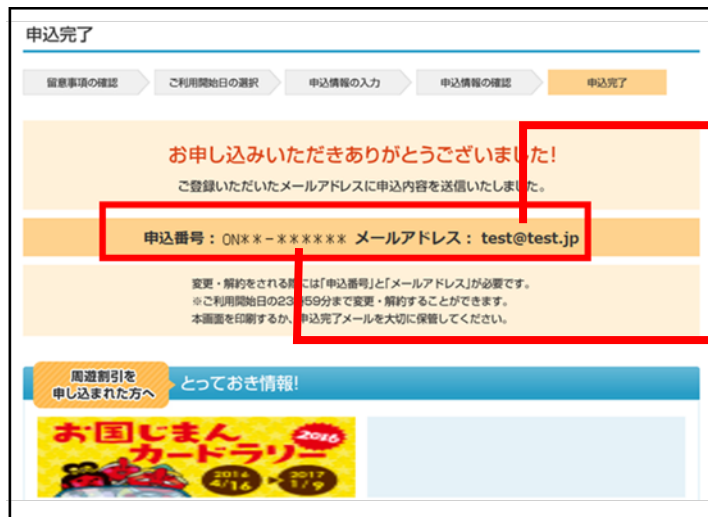 申込完了
留意事項の確認 ご利用開始日の選択 申込情報の入力 申込情報の確認 申込完了
お申し込みいただきありがとうございました!
ご登録いただいたメールアドレスに申込内容を送信いたしました。
申込番号: ON**-****** メールアドレス: test@test.jp
変更・解約をされる際には「申込番号」と「メールアドレス」が必要です。
※ご利用開始日の23時59分まで変更・解約することができます。
本画面を印刷するか、申込完了メールを大切に保管してください。
周遊割引を
申し込まれた方へ
とっておき情報!
お国じまん
カードラリー
2016
2016
4/16
2017
1/9